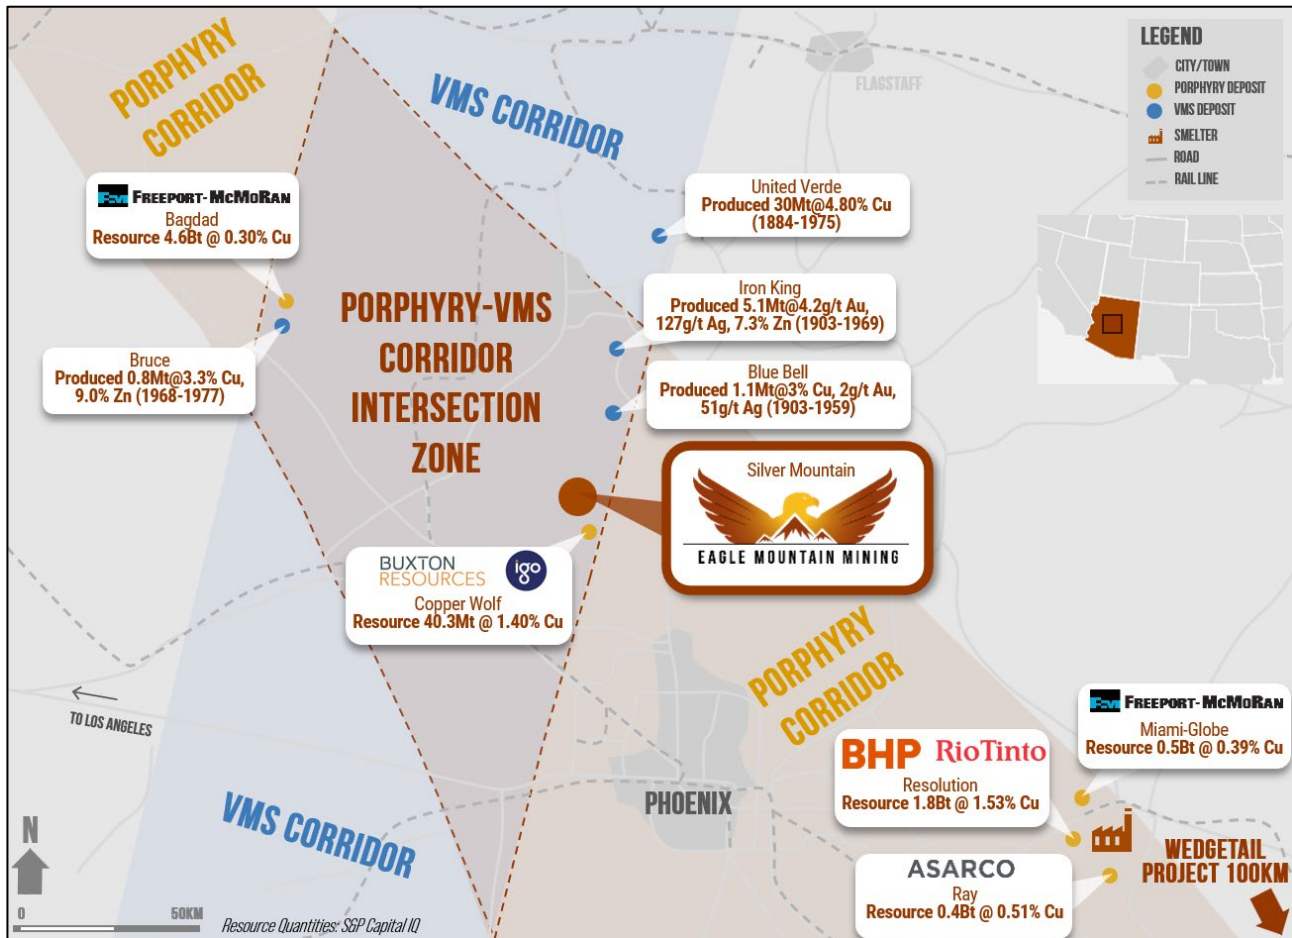 PORPHYRY
CORRIDOR
VMS CORRIDOR
FLAGSTAFF
LEGEND
CITY/TOWN
PORPHYRY DEPOSIT
VMS DEPOSIT
SMELTER
ROAD
RAIL LINE
FCX FREEPORT-MCMORAN
Bagdad
Resource 4.6Bt @ 0.30% Cu
United Verde
Produced 30Mt@4.80% Cu
(1884-1975)
Iron King
Produced 5.1Mt@4.2g/t Au,
127g/t Ag, 7.3% Zn (1903-1969)
PORPHYRY-VMS
CORRIDOR
INTERSECTION
ZONE
Bruce
Produced 0.8Mt@3.3% Cu,
9.0% Zn (1968-1977)
Blue Bell
Produced 1.1Mt@3% Cu, 2g/t Au,
51g/t Ag (1903-1959)
Silver Mountain
EAGLE MOUNTAIN MINING
BUXTON
RESOURCES
igo
Copper Wolf
Resource 40.3Mt @ 1.40% Cu
PORPHYRY
CORRIDOR
TO LOS ANGELES
FCX FREEPORT-MCMORAN
Miami-Globe
Resource 0.5Bt @ 0.39% Cu
BHP RioTinto
Resolution
Resource 1.8Bt @ 1.53% Cu
PHOENIX
VMS CORRIDOR
ASARCO
Ray
Resource 0.4Bt @ 0.51% Cu
WEDGETAIL
PROJECT 100KM
N
0 50KM
Resource Quantities: S&P Capital IQ